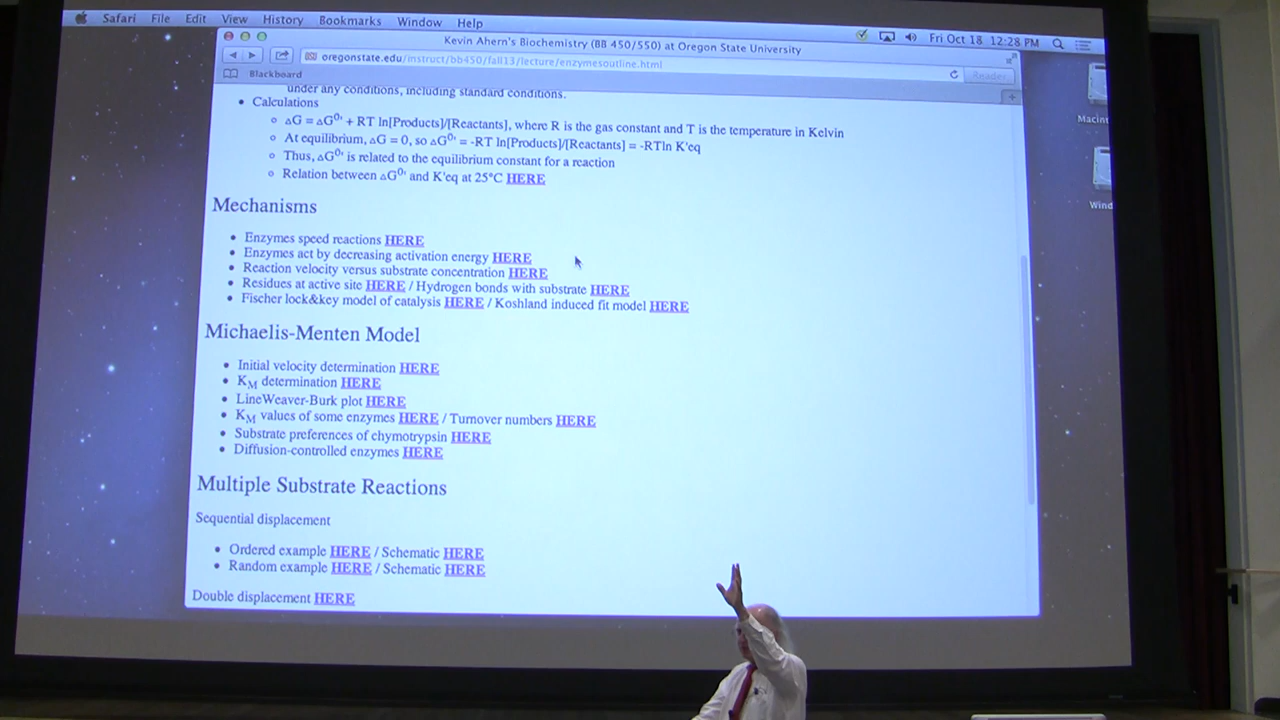 Safari File Edit View History Bookmarks Window Help Fri Oct 18 12:28 PM
Kevin Ahern's Biochemistry (BB 450/550) at Oregon State University
oregonstate.edu/instruct/bb450/fall13/lecture/enzymesoutline.html Reader
Blackboard
under any conditions, including standard conditions.
• Calculations
Macint
∆G = ∆G0' + RT ln[Products]/[Reactants], where R is the gas constant and T is the temperature in Kelvin
At equilibrium, ∆G = 0, so ∆G0' = -RT ln[Products]/[Reactants] = -RTln K'eq
Thus, ∆G0' is related to the equilibrium constant for a reaction
Relation between ∆G0' and K'eq at 25°C HERE
Wind
Mechanisms
• Enzymes speed reactions HERE
• Enzymes act by decreasing activation energy HERE
• Reaction velocity versus substrate concentration HERE
• Residues at active site HERE / Hydrogen bonds with substrate HERE
• Fischer lock&key model of catalysis HERE / Koshland induced fit model HERE
Michaelis-Menten Model
• Initial velocity determination HERE
• KM determination HERE
• LineWeaver-Burk plot HERE
• KM values of some enzymes HERE / Turnover numbers HERE
• Substrate preferences of chymotrypsin HERE
• Diffusion-controlled enzymes HERE
Multiple Substrate Reactions
Sequential displacement
• Ordered example HERE / Schematic HERE
• Random example HERE / Schematic HERE
Double displacement HERE